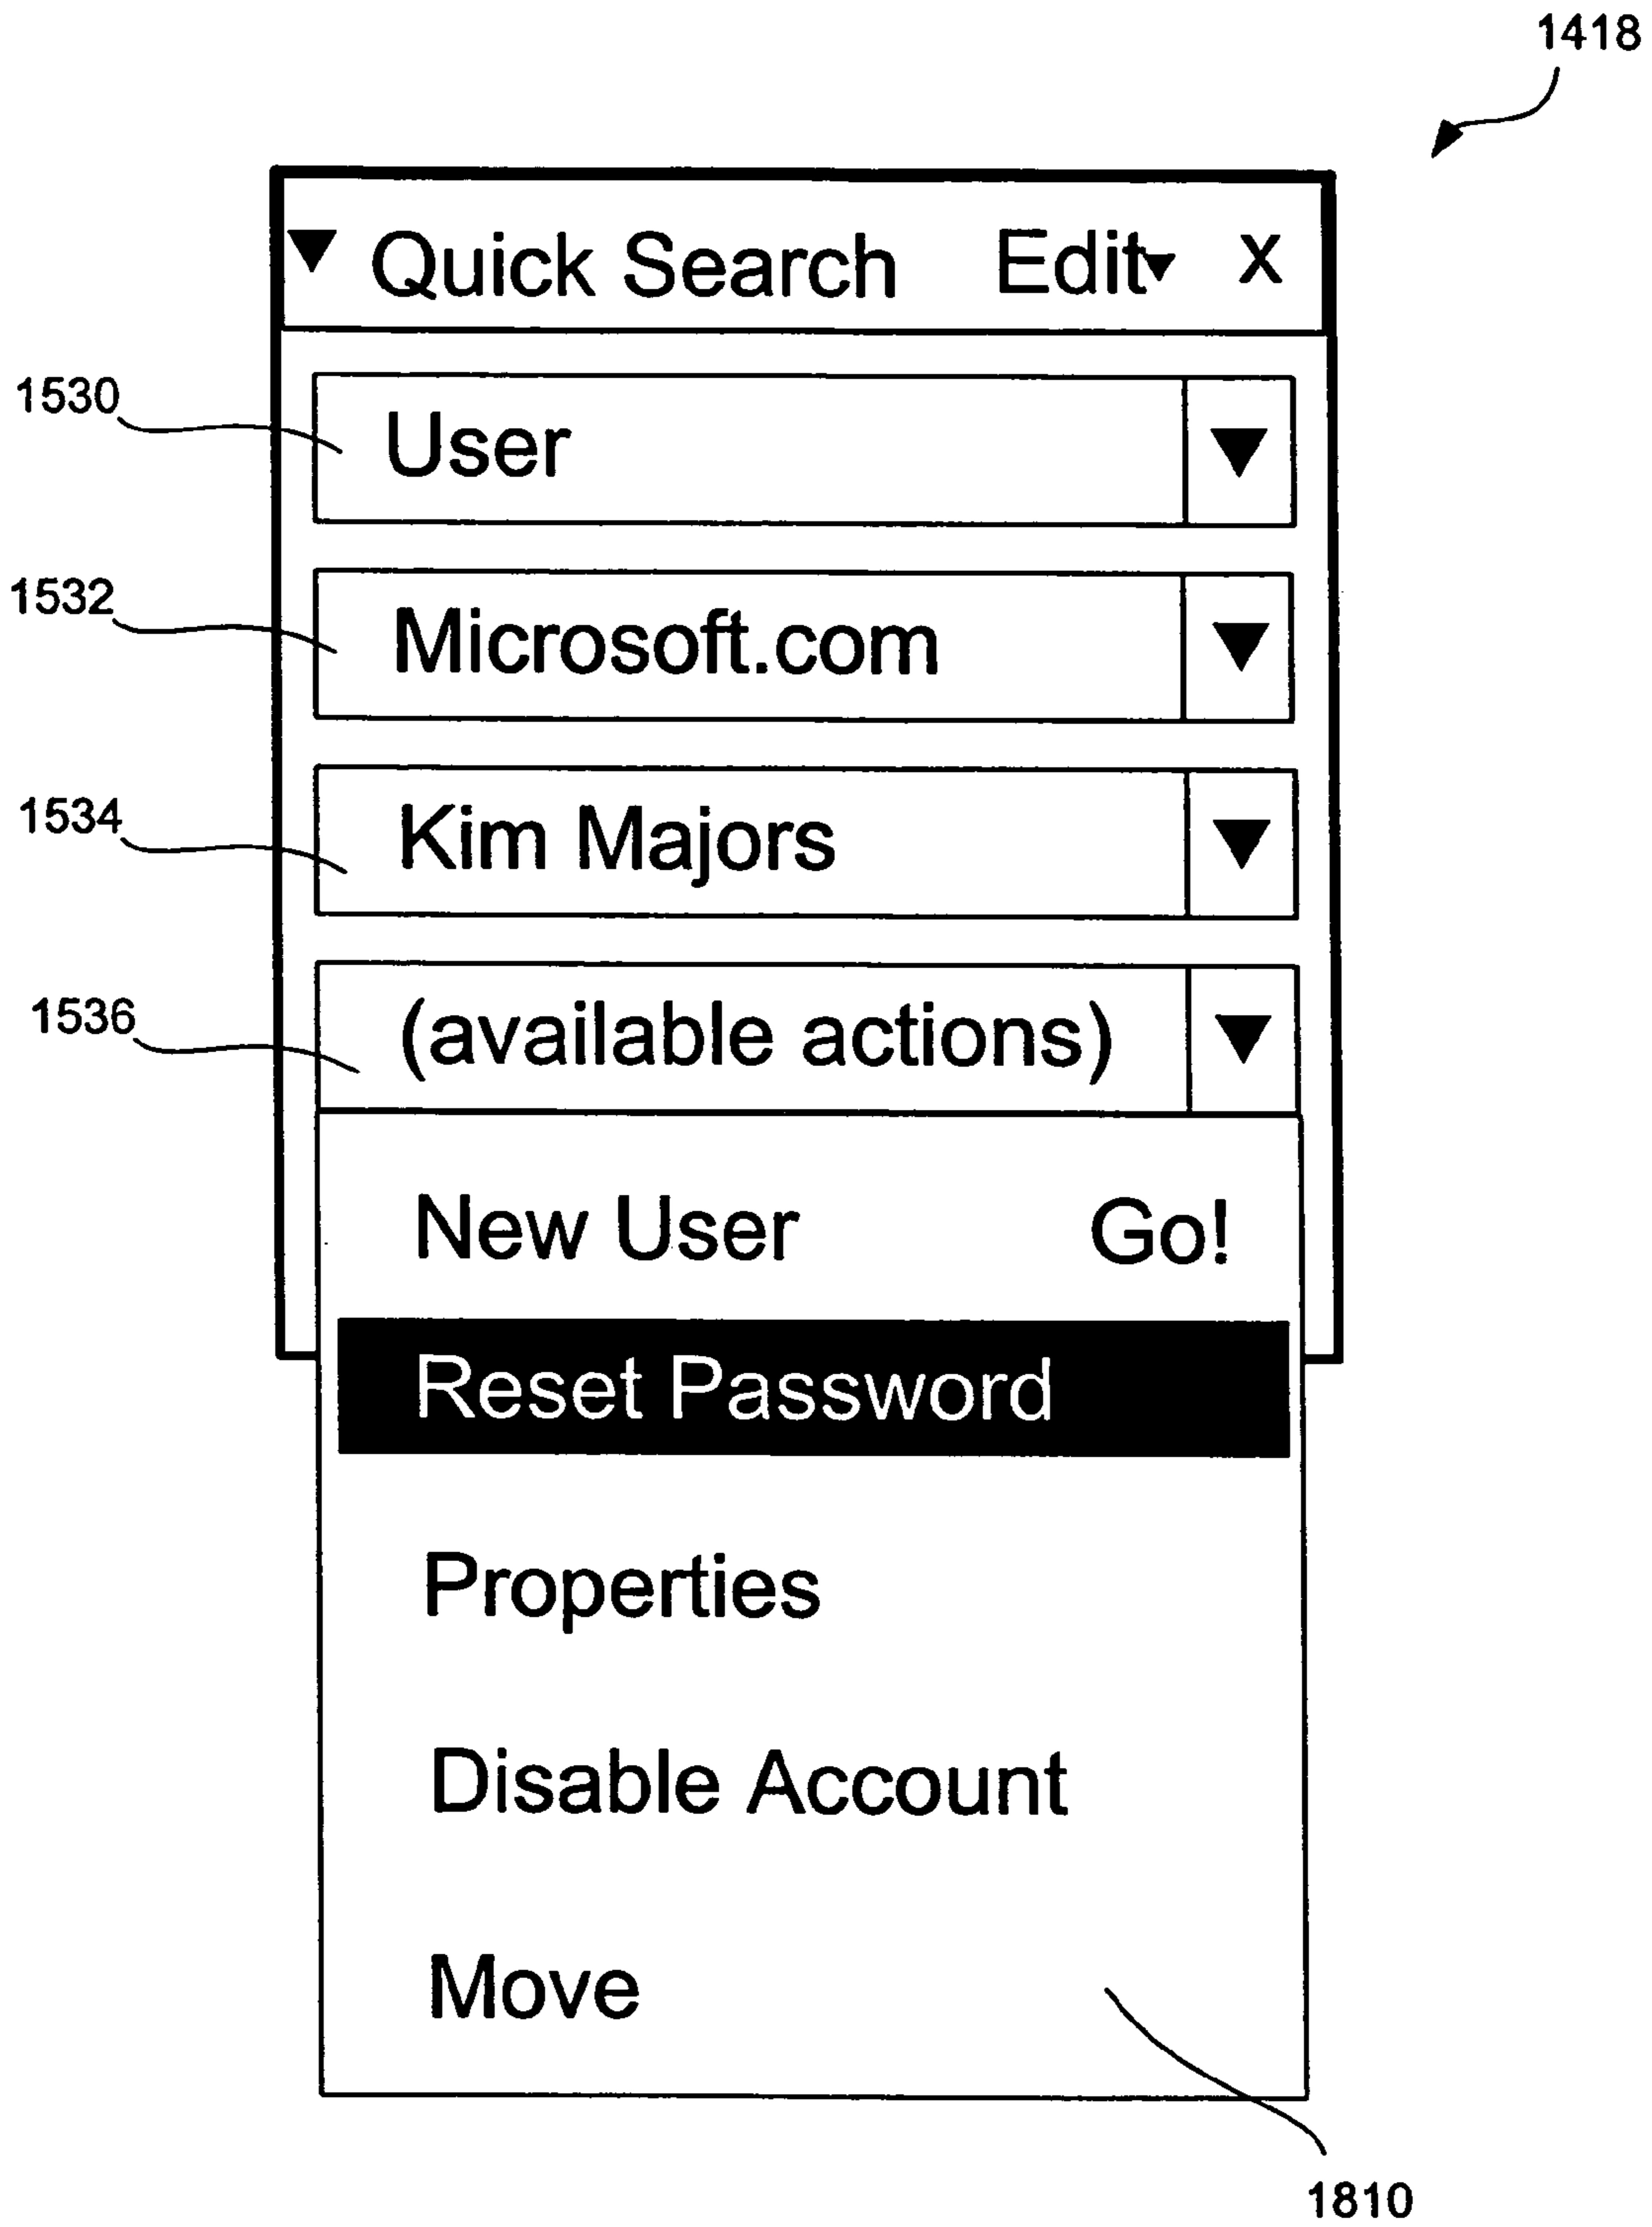 1418
Quick Search Edit X
1530
User
1532
Microsoft.com
1534
Kim Majors
1536
(available actions)
New User Go!
Reset Password
Properties
Disable Account
Move
1810